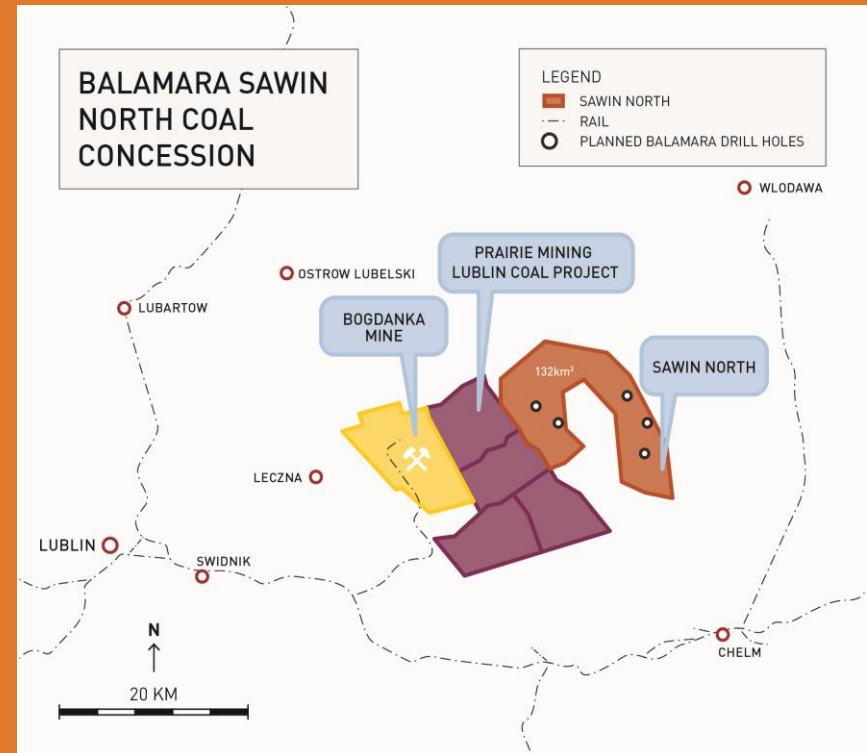 BALAMARA SAWIN
NORTH COAL
CONCESSION
LEGEND
SAWIN NORTH
RAIL
PLANNED BALAMARA DRILL HOLES
WLODAWA
PRAIRIE MINING
LUBLIN COAL PROJECT
OSTROW LUBELSKI
LUBARTOW
BOGDANKA
MINE
132km²
SAWIN NORTH
LECZNA
LUBLIN
SWIDNIK
CHELM
N
20 KM